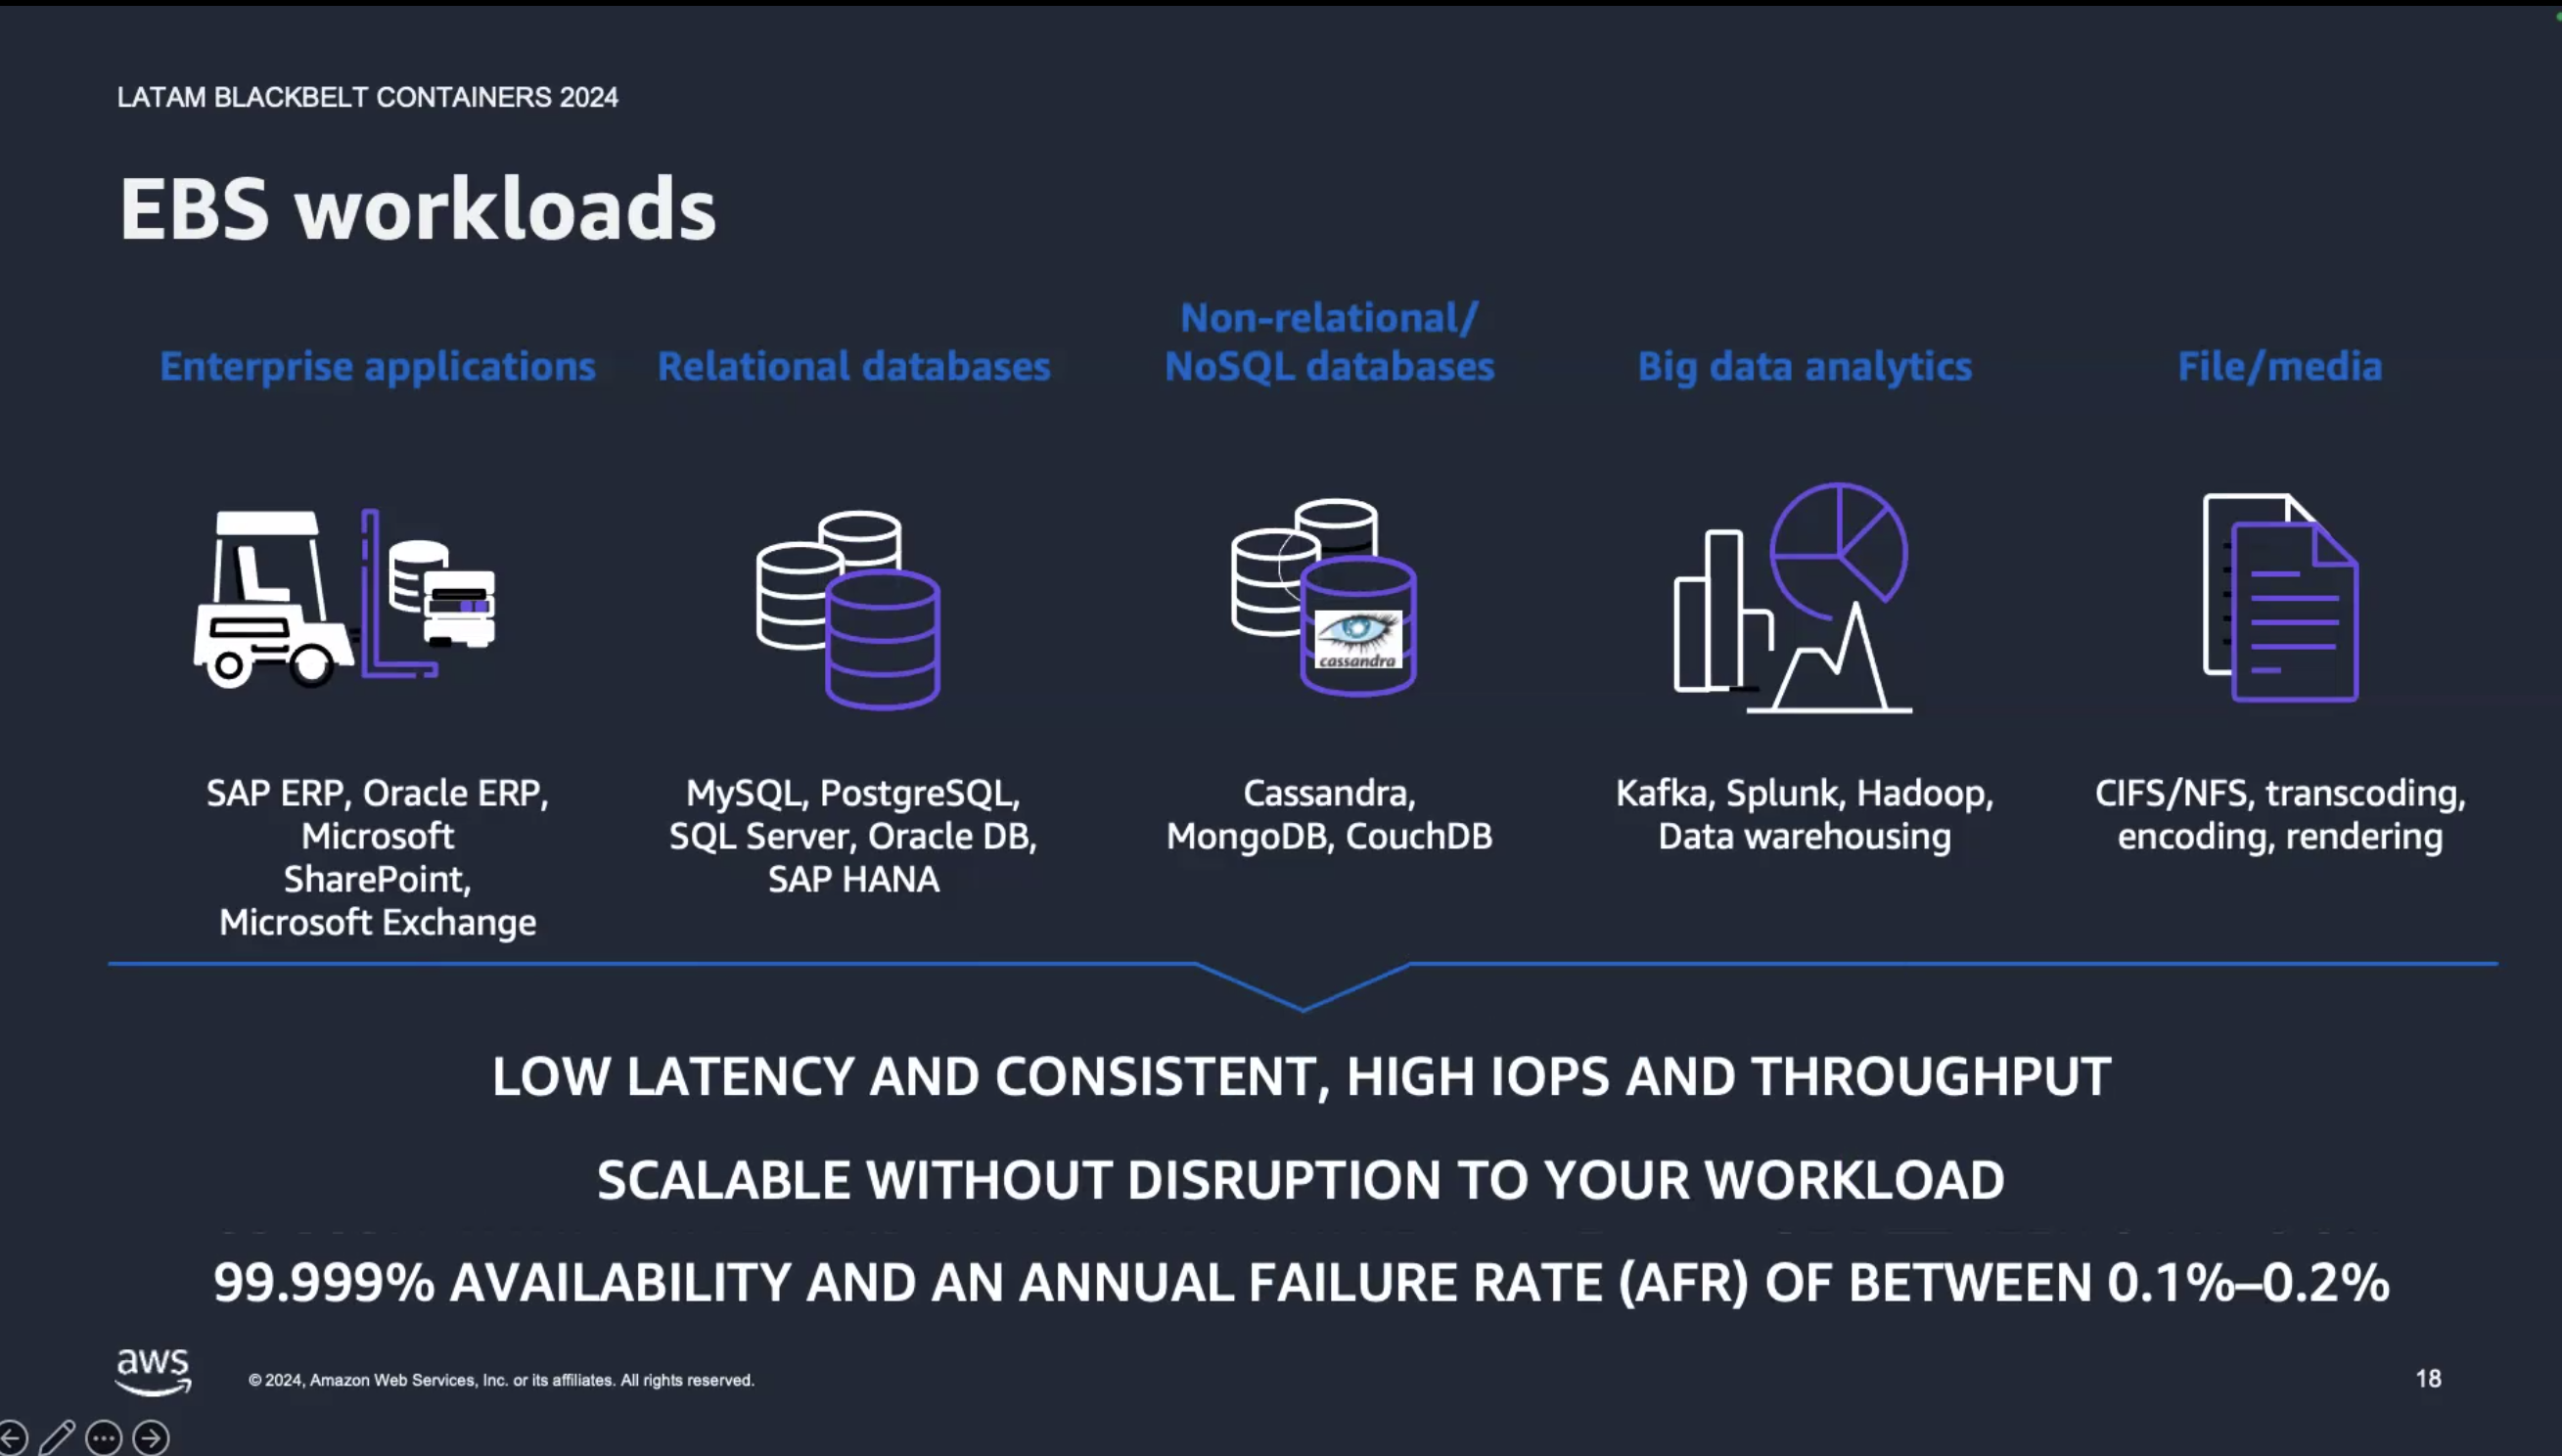 LATAM BLACKBELT CONTAINERS 2024
EBS workloads
Enterprise applications
Relational databases
Non-relational/
NoSQL databases
Big data analytics
File/media
cassandra
SAP ERP, Oracle ERP,
Microsoft
SharePoint,
Microsoft Exchange
MySQL, PostgreSQL,
SQL Server, Oracle DB,
SAP HANA
Cassandra,
MongoDB, CouchDB
Kafka, Splunk, Hadoop,
Data warehousing
CIFS/NFS, transcoding,
encoding, rendering
LOW LATENCY AND CONSISTENT, HIGH IOPS AND THROUGHPUT
SCALABLE WITHOUT DISRUPTION TO YOUR WORKLOAD
99.999% AVAILABILITY AND AN ANNUAL FAILURE RATE (AFR) OF BETWEEN 0.1%–0.2%
aws
© 2024, Amazon Web Services, Inc. or its affiliates. All rights reserved.
18